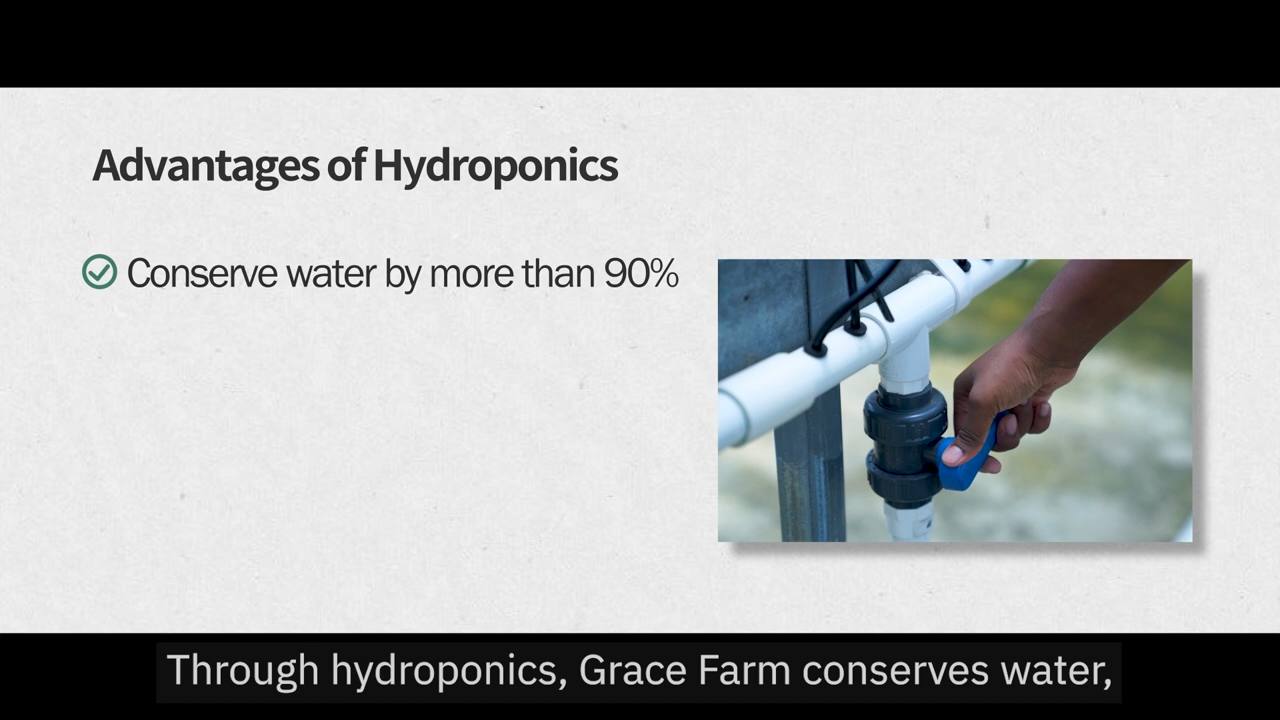 Advantages of Hydroponics
Conserve water by more than 90%
Through hydroponics, Grace Farm conserves water,